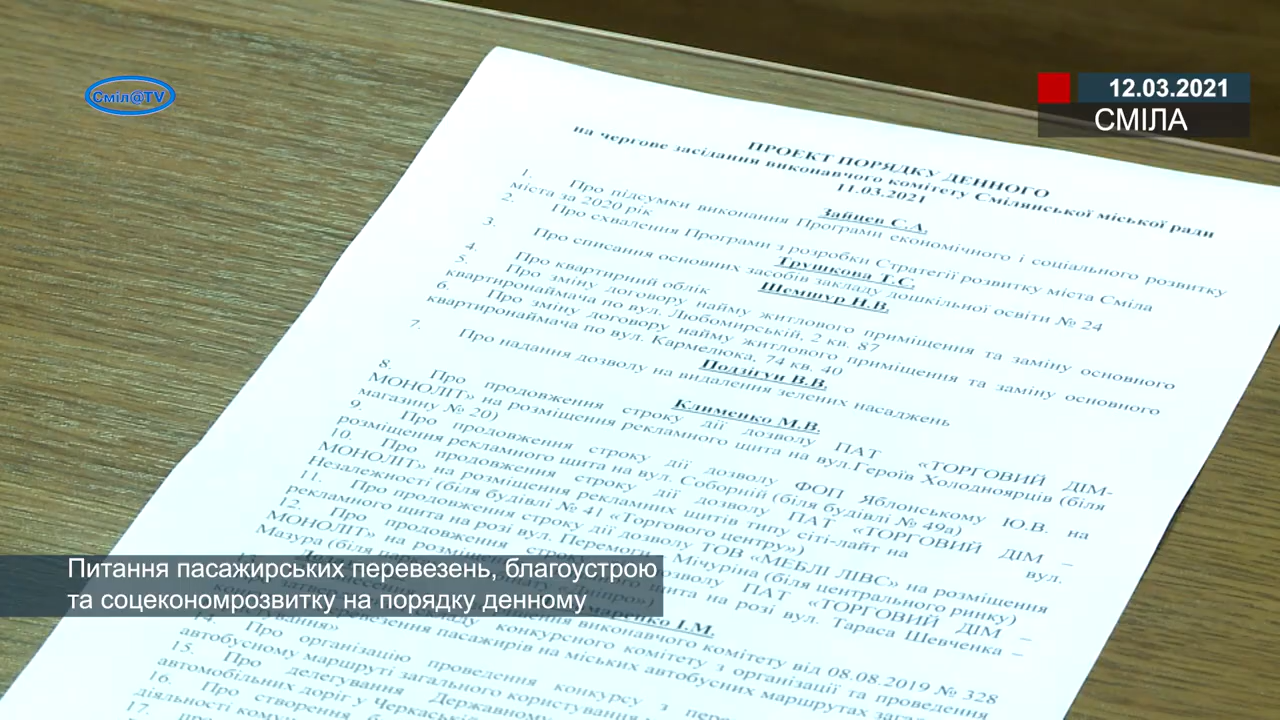 Сміл@TV
12.03.2021
СМІЛА
ПРОЕКТ ПОРЯДКУ ДЕННОГО
на чергове засідання виконавчого комітету Смілянської міської ради
11.03.2021
Зайцев С.А.
1. Про підсумки виконання Програми економічного і соціального розвитку
міста за 2020 рік
2. Про схвалення Програми з розробки Стратегії розвитку міста Сміла
Трушкова Т.С.
3. Про списання основних засобів закладу дошкільної освіти № 24
Шемшур Н.В.
4. Про квартирний облік
5. Про зміну договору найму житлового приміщення та заміну основного
квартиронаймача по вул. Любомирській, 2 кв. 87
6. Про зміну договору найму житлового приміщення та заміну основного
квартиронаймача по вул. Кармелюка, 74 кв. 40
Подзігун В.В.
7. Про надання дозволу на видалення зелених насаджень
Клименко М.В.
8. Про продовження строку дії дозволу ПАТ «ТОРГОВИЙ ДІМ-
МОНОЛІТ» на розміщення рекламного щита на вул.Героїв Холодноярців (біля
магазину № 20)
9. Про продовження строку дії дозволу ФОП Яблонському Ю.В. на
розміщення рекламного щита на вул. Соборній (біля будівлі № 49а)
10. Про продовження строку дії дозволу ПАТ «ТОРГОВИЙ ДІМ –
МОНОЛІТ» на розміщення рекламних щитів типу сіті-лайт на вул.
Незалежності (біля будівлі № 41 «Торгового центру»)
11. Про продовження строку дії дозволу ТОВ «МЕБЛІ ЛІВС» на розміщення
рекламного щита на розі вул. Перемоги Мічуріна (біля центрального ринку)
12. Про продовження строку дозволу ПАТ «ТОРГОВИЙ ДІМ –
МОНОЛІТ» на розміщення щита на розі вул. Тараса Шевченка –
Мазура (біля
виконавчого комітету від 08.08.2019 № 328
конкурсного комітету з організації та проведення
перевезення пасажирів на міських автобусних маршрутах
14. Про організацію проведення конкурсу з
автобусному маршруті загального користування
15. Про делегування Державному
автомобільних доріг у Черкаській
16. Про створення
діяльності
17.
Питання пасажирських перевезень, благоустрою
та соцекономрозвитку на порядку денному